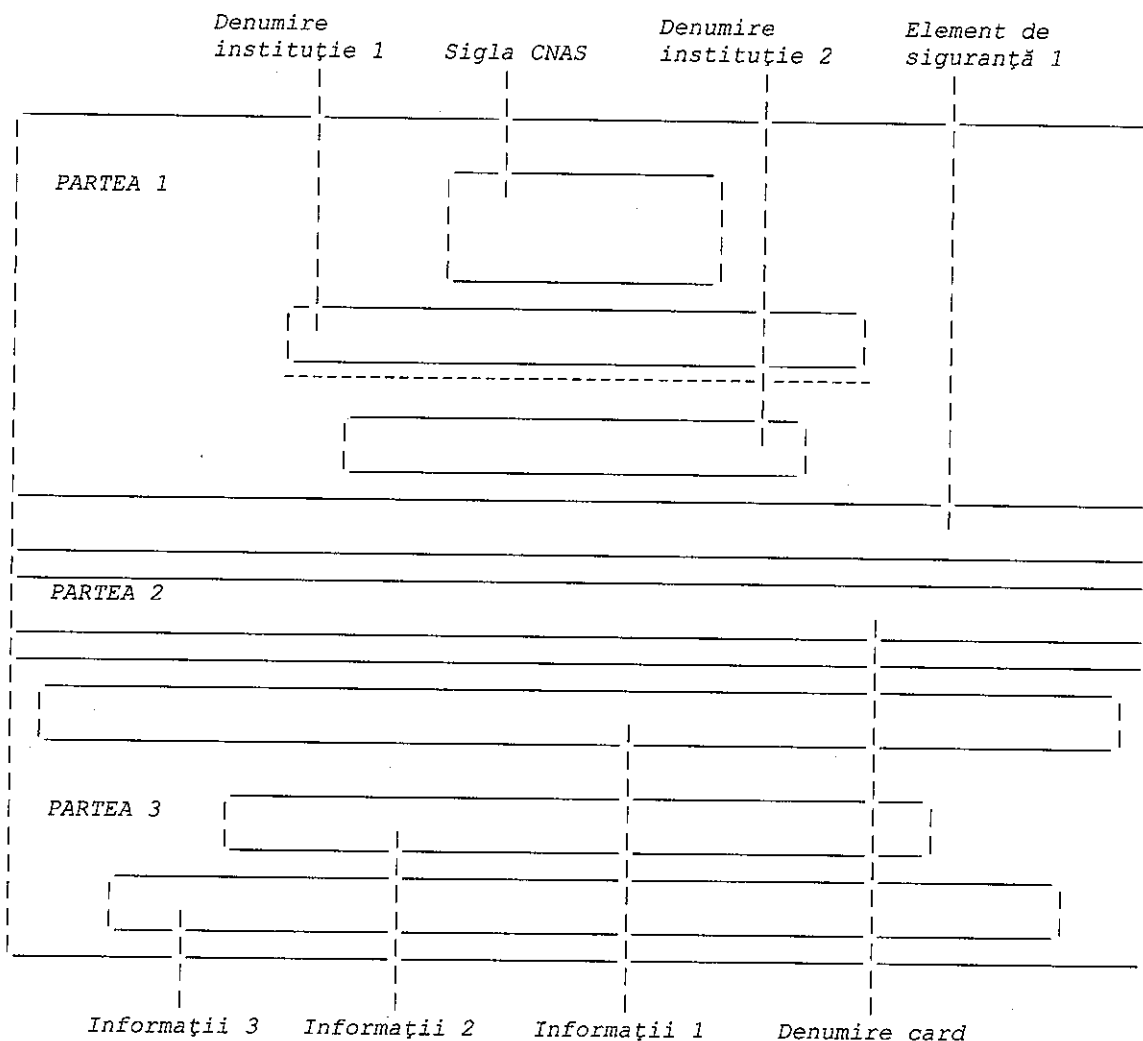 Denumire
instituţie 1
Sigla CNAS
Denumire
instituţie 2
Element de
siguranţă 1
PARTEA 1
PARTEA 2
PARTEA 3
Informaţii 3
Informaţii 2
Informaţii 1
Denumire card